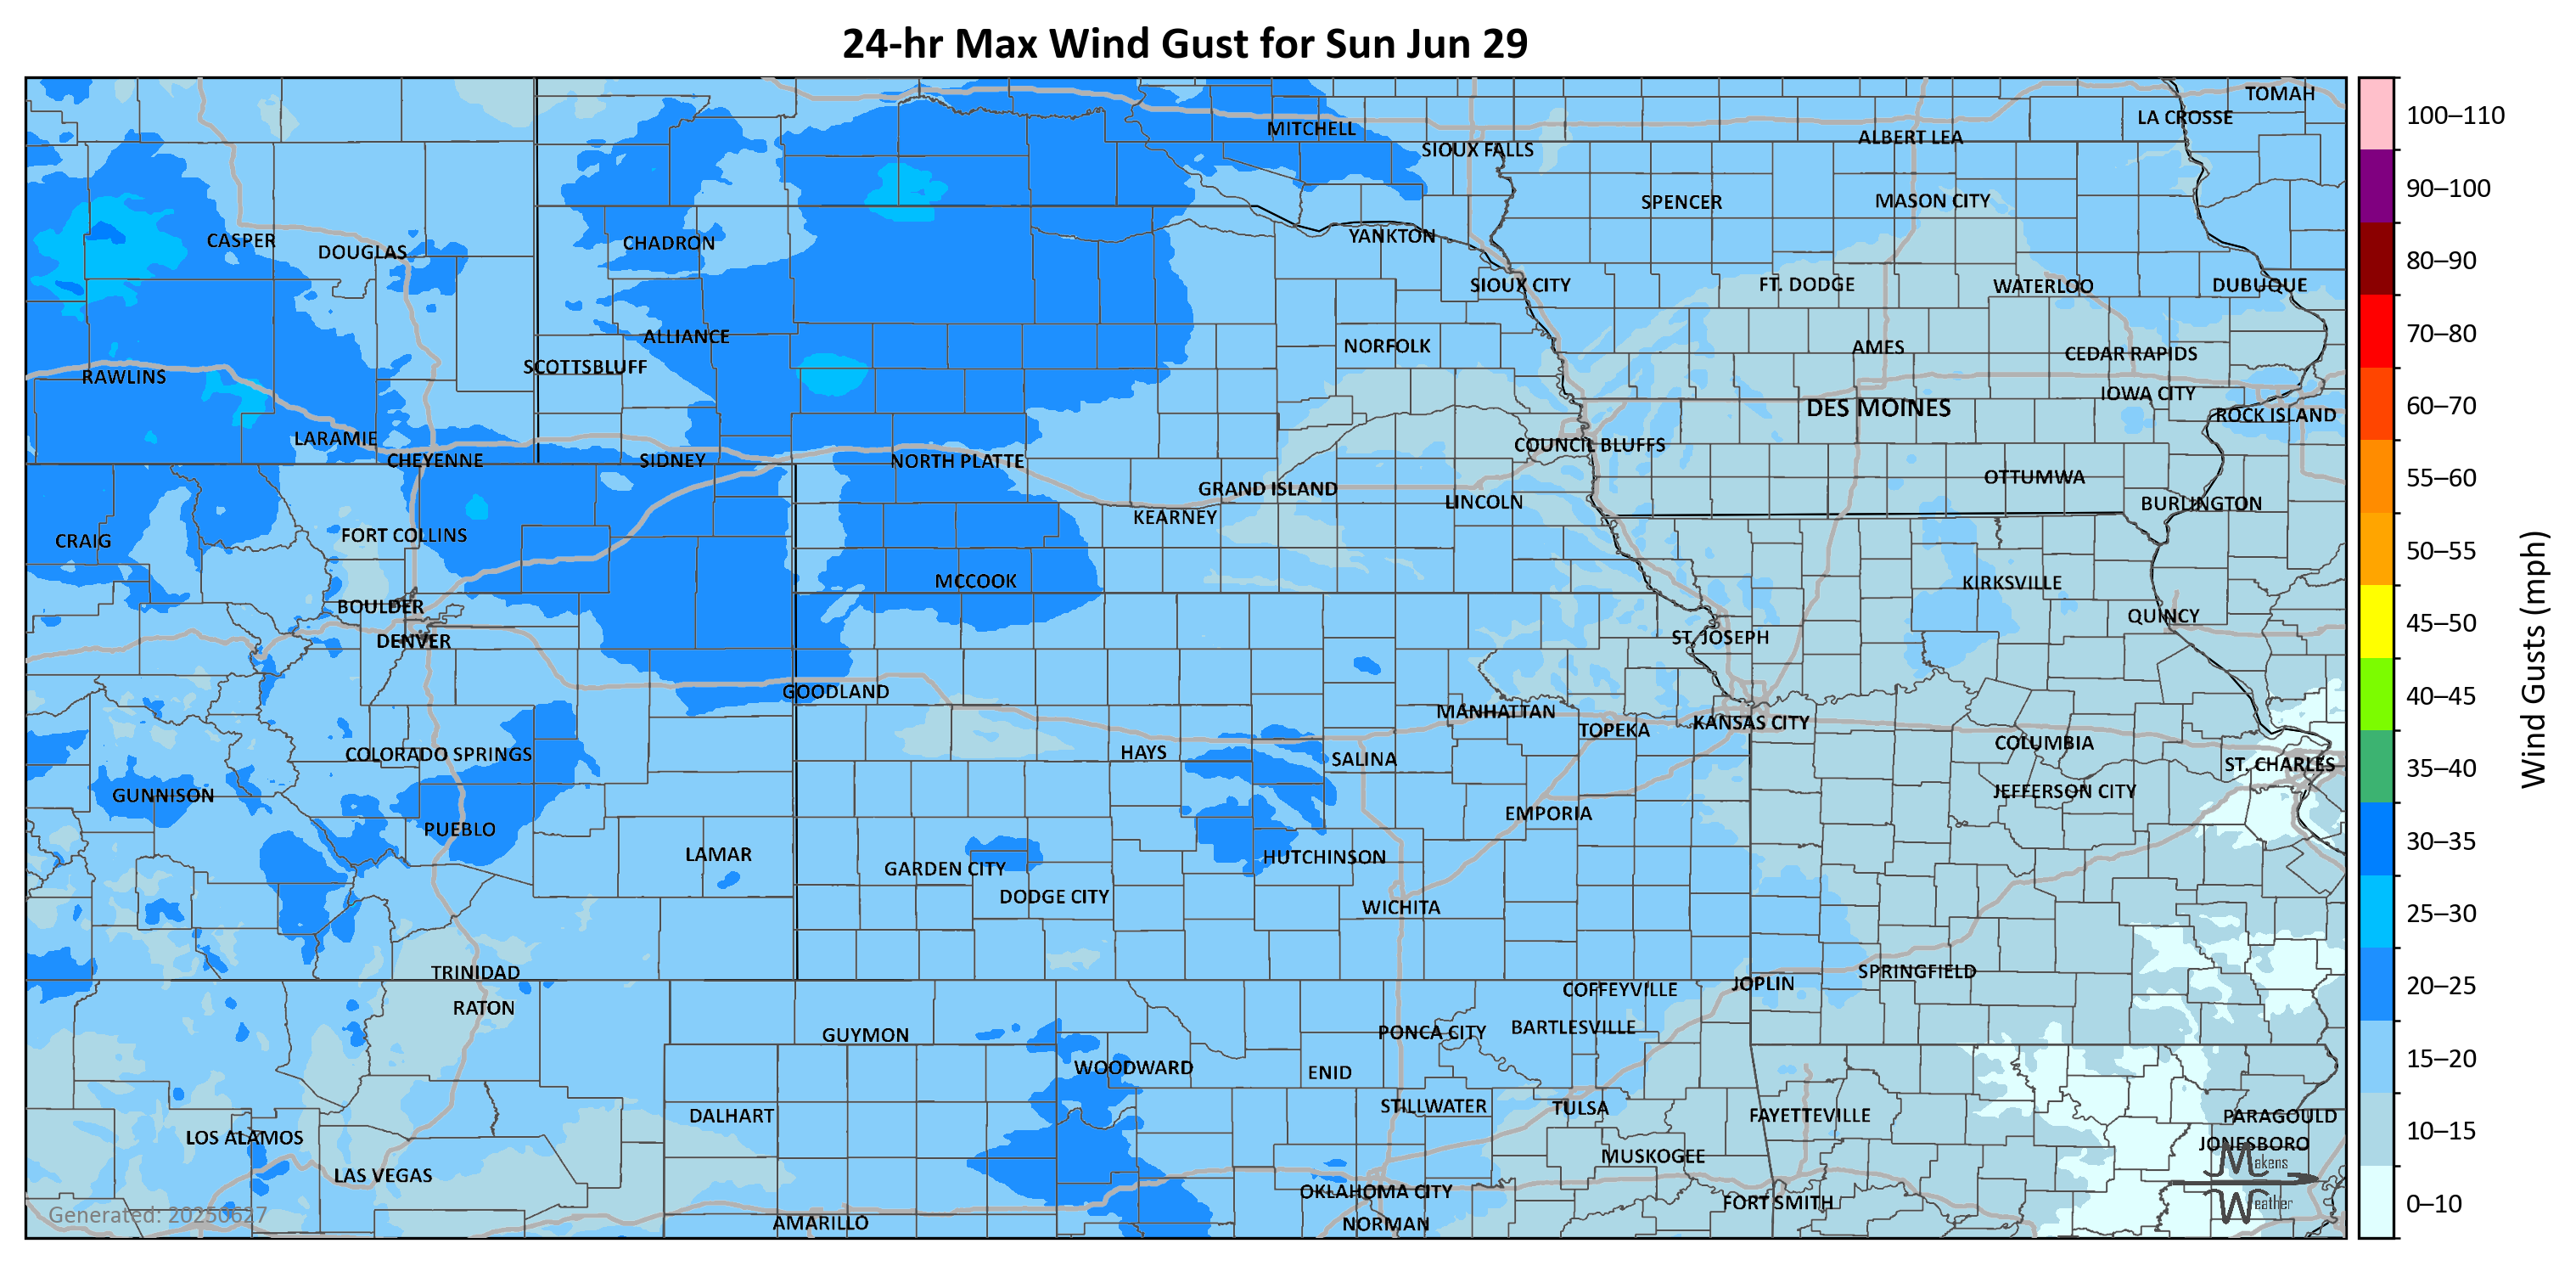 24-hr Max Wind Gust for Sun Jun 29
TOMAH
LA CROSSE
MITCHELL
ALBERT LEA
SIOUX FALLS
SPENCER
MASON CITY
YANKTON
CASPER
CHADRON
DOUGLAS
SIOUX CITY
FT. DODGE
WATERLOO
DUBUQUE
ALLIANCE
NORFOLK
AMES
CEDAR RAPIDS
SCOTTSBLUFF
RAWLINS
IOWA CITY
DES MOINES
ROCK ISLAND
LARAMIE
COUNCIL BLUFFS
CHEYENNE
SIDNEY
NORTH PLATTE
OTTUMWA
GRAND ISLAND
LINCOLN
BURLINGTON
KEARNEY
FORT COLLINS
CRAIG
MCCOOK
KIRKSVILLE
BOULDER
QUINCY
DENVER
ST. JOSEPH
GOODLAND
MANHATTAN
KANSAS CITY
TOPEKA
COLUMBIA
COLORADO SPRINGS
HAYS
SALINA
ST. CHARLES
GUNNISON
JEFFERSON CITY
EMPORIA
PUEBLO
LAMAR
HUTCHINSON
GARDEN CITY
DODGE CITY
WICHITA
TRINIDAD
SPRINGFIELD
JOPLIN
COFFEYVILLE
RATON
BARTLESVILLE
PONCA CITY
GUYMON
WOODWARD
ENID
STILLWATER
TULSA
DALHART
FAYETTEVILLE
PARAGOULD
LOS ALAMOS
JONESBORO
MUSKOGEE
LAS VEGAS
OKLAHOMA CITY
FORT SMITH
AMARILLO
NORMAN
Generated: 20250627
Makens
Weather
100–110
90–100
80–90
70–80
60–70
55–60
50–55
45–50
40–45
35–40
30–35
25–30
20–25
15–20
10–15
0–10
Wind Gusts (mph)